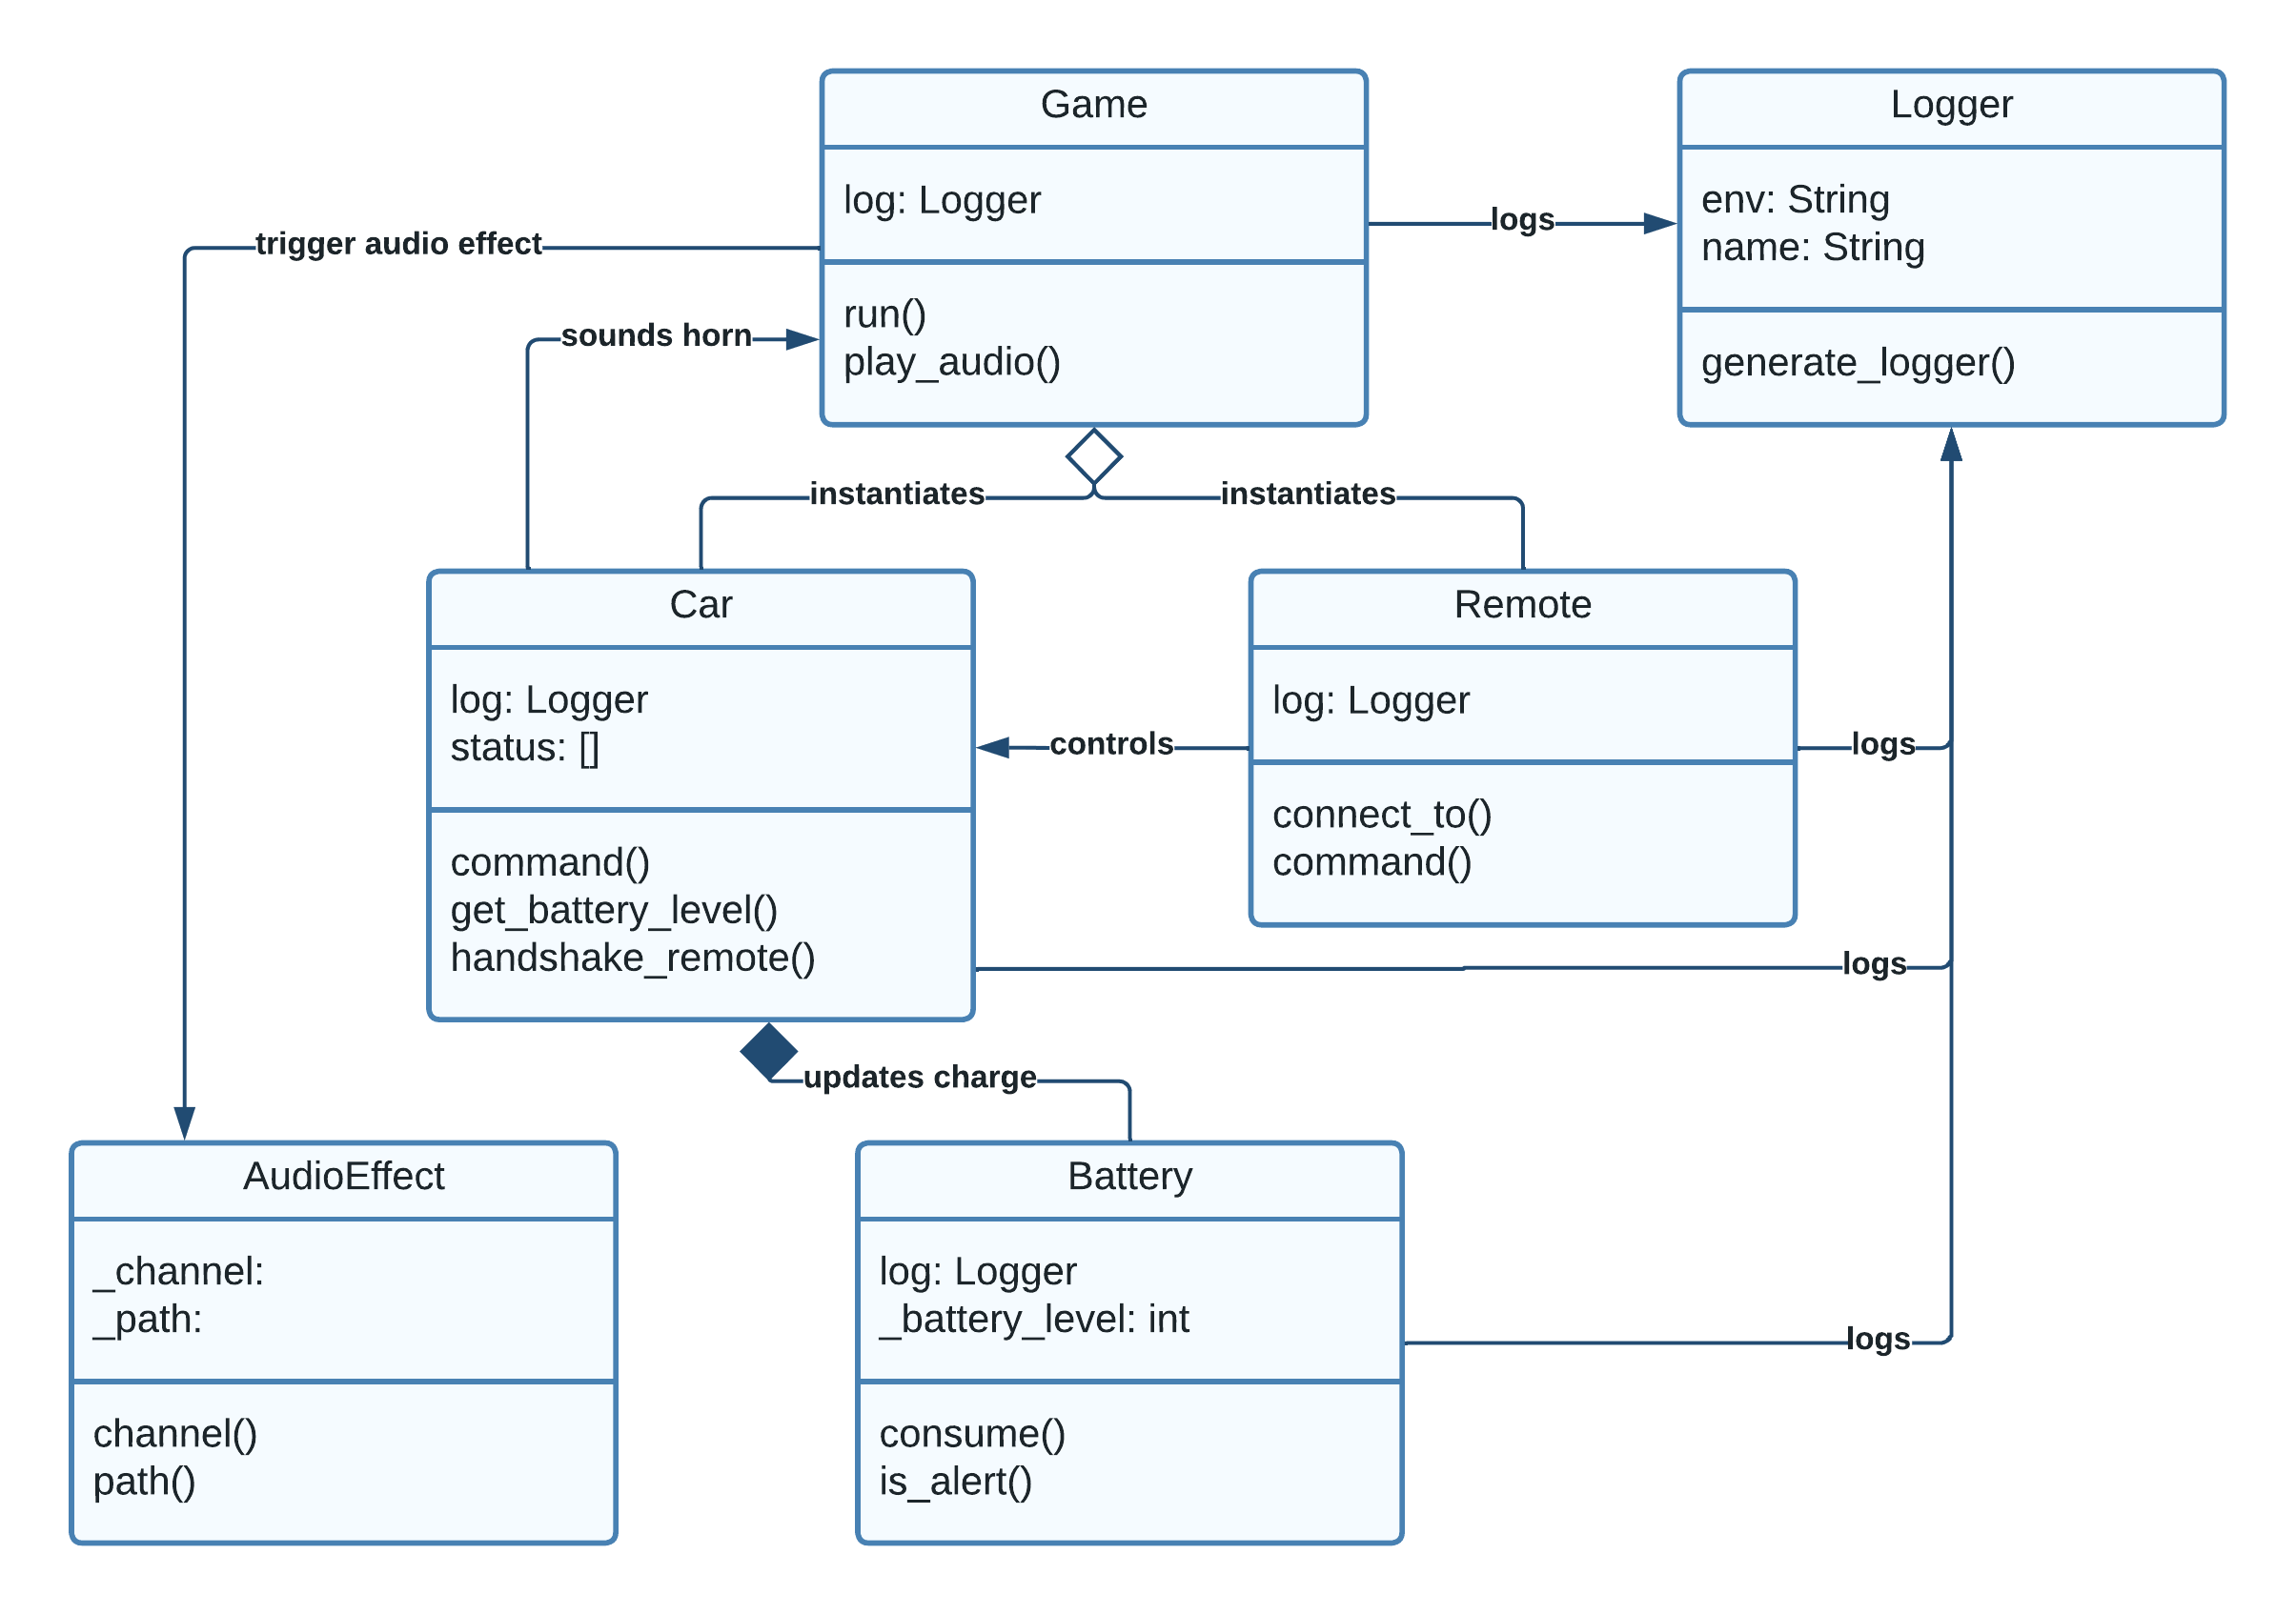 Game
log: Logger
run()
play_audio()
Logger
env: String
name: String
generate_logger()
logs
trigger audio effect
sounds horn
instantiates
instantiates
Car
log: Logger
status: []
command()
get_battery_level()
handshake_remote()
controls
Remote
log: Logger
connect_to()
command()
logs
logs
updates charge
AudioEffect
_channel:
_path:
channel()
path()
Battery
log: Logger
_battery_level: int
consume()
is_alert()
logs